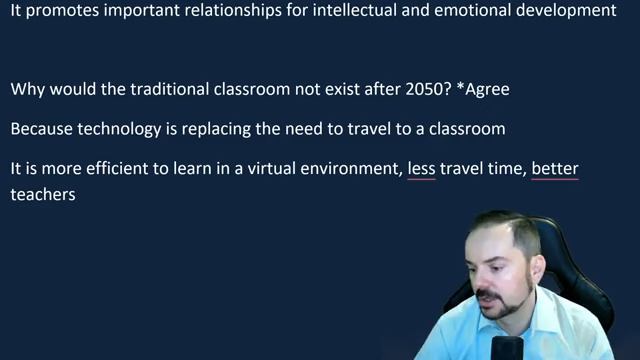 It promotes important relationships for intellectual and emotional development
Why would the traditional classroom not exist after 2050? *Agree
Because technology is replacing the need to travel to a classroom
It is more efficient to learn in a virtual environment, less travel time, better
teachers